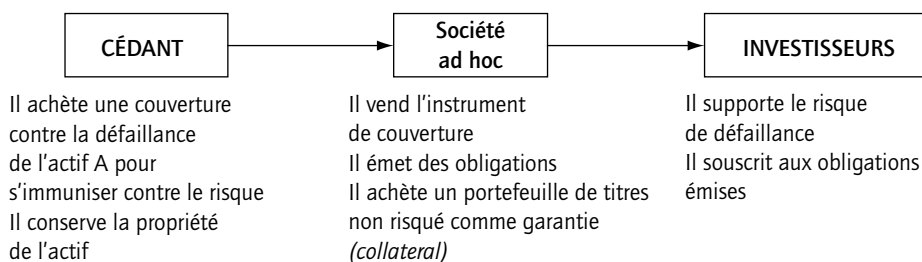 CÉDANT
Il achète une couverture
contre la défaillance
de l'actif A pour
s'immuniser contre le risque
Il conserve la propriété
de l'actif
Société
ad hoc
Il vend l'instrument
de couverture
Il émet des obligations
Il achète un portefeuille de titres
non risqué comme garantie
(collateral)
INVESTISSEURS
Il supporte le risque
de défaillance
Il souscrit aux obligations
émises